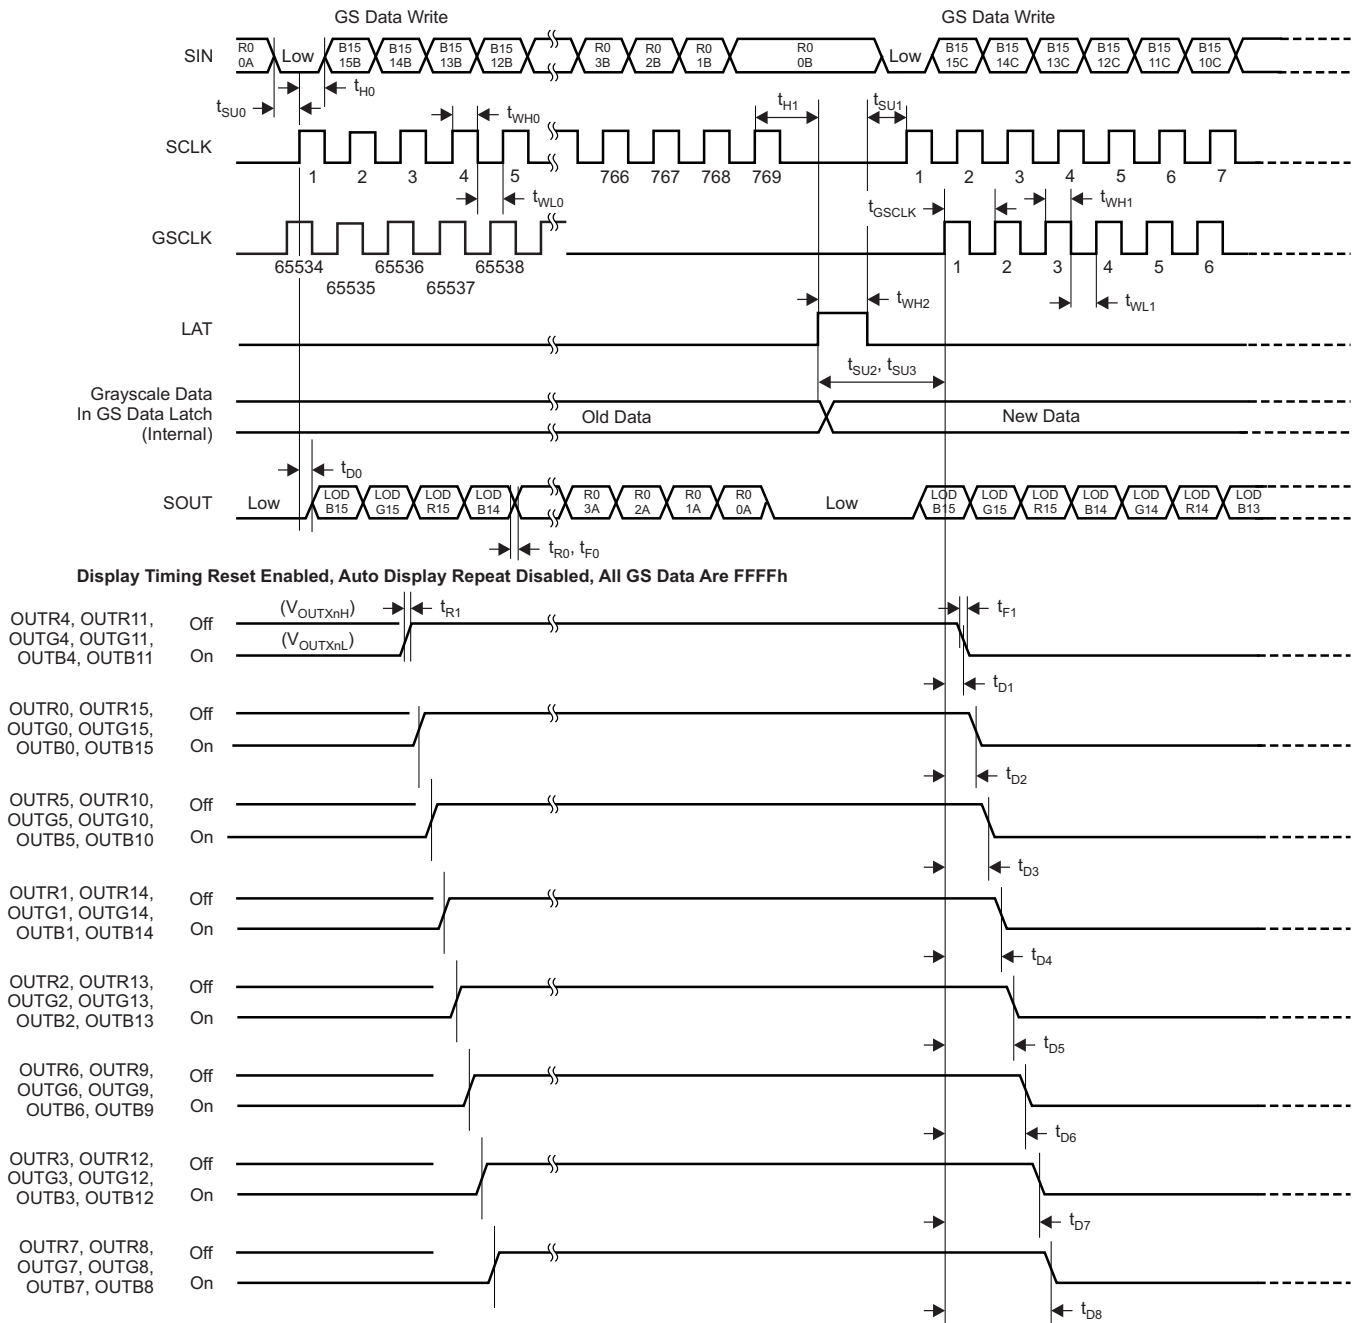 GS Data Write GS Data Write
SIN R0 0A Low B15 15B B15 14B B15 13B B15 12B R0 3B R0 2B R0 1B R0 0B Low B15 15C B15 14C B15 13C B15 12C B15 11C B15 10C
tH0 tSU0 tWH0 tH1 tSU1
SCLK
1 2 3 4 5 766 767 768 769 1 2 3 4 5 6 7
tWL0 tGSCLK tWH1
GSCLK
65534 65536 65538 1 2 3 4 5 6
65535 65537
tWH2 tWL1
LAT
tSU2, tSU3
Grayscale Data
In GS Data Latch Old Data New Data
(Internal)
tD0
SOUT Low LOD B15 LOD G15 LOD R15 LOD B14 R0 3A R0 2A R0 1A R0 0A Low LOD B15 LOD G15 LOD R15 LOD B14 LOD G14 LOD R14 LOD B13
tR0, tF0
Display Timing Reset Enabled, Auto Display Repeat Disabled, All GS Data Are FFFFh
OUTR4, OUTR11, Off (VOUTXnH) tR1 tF1
OUTG4, OUTG11, (VOUTXnL)
OUTB4, OUTB11 On
tD1
OUTR0, OUTR15, Off
OUTG0, OUTG15,
OUTB0, OUTB15 On
tD2
OUTR5, OUTR10, Off
OUTG5, OUTG10,
OUTB5, OUTB10 On
tD3
OUTR1, OUTR14, Off
OUTG1, OUTG14,
OUTB1, OUTB14 On
tD4
OUTR2, OUTR13, Off
OUTG2, OUTG13,
OUTB2, OUTB13 On
tD5
OUTR6, OUTR9, Off
OUTG6, OUTG9,
OUTB6, OUTB9 On
tD6
OUTR3, OUTR12, Off
OUTG3, OUTG12,
OUTB3, OUTB12 On
tD7
OUTR7, OUTR8, Off
OUTG7, OUTG8,
OUTB7, OUTB8 On
tD8